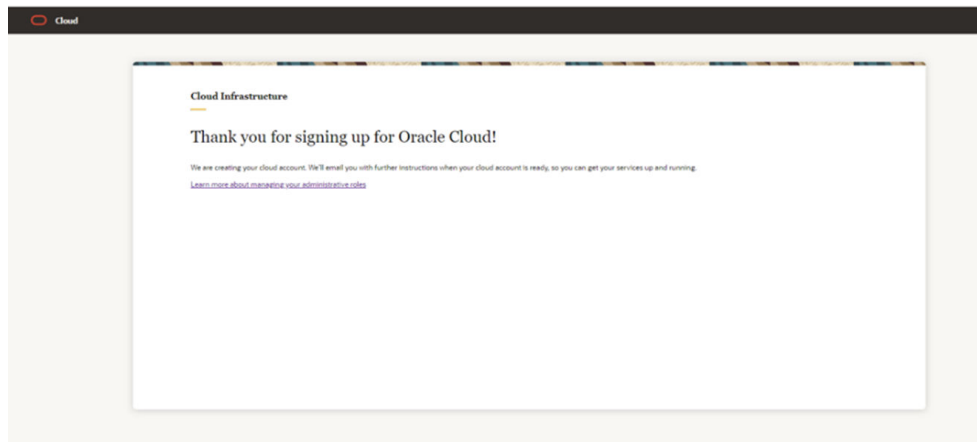 Cloud
Cloud Infrastructure
Thank you for signing up for Oracle Cloud!
We are creating your cloud account. We'll email you with further instructions when your cloud account is ready, so you can get your services up and running.
Learn more about managing your administrative roles